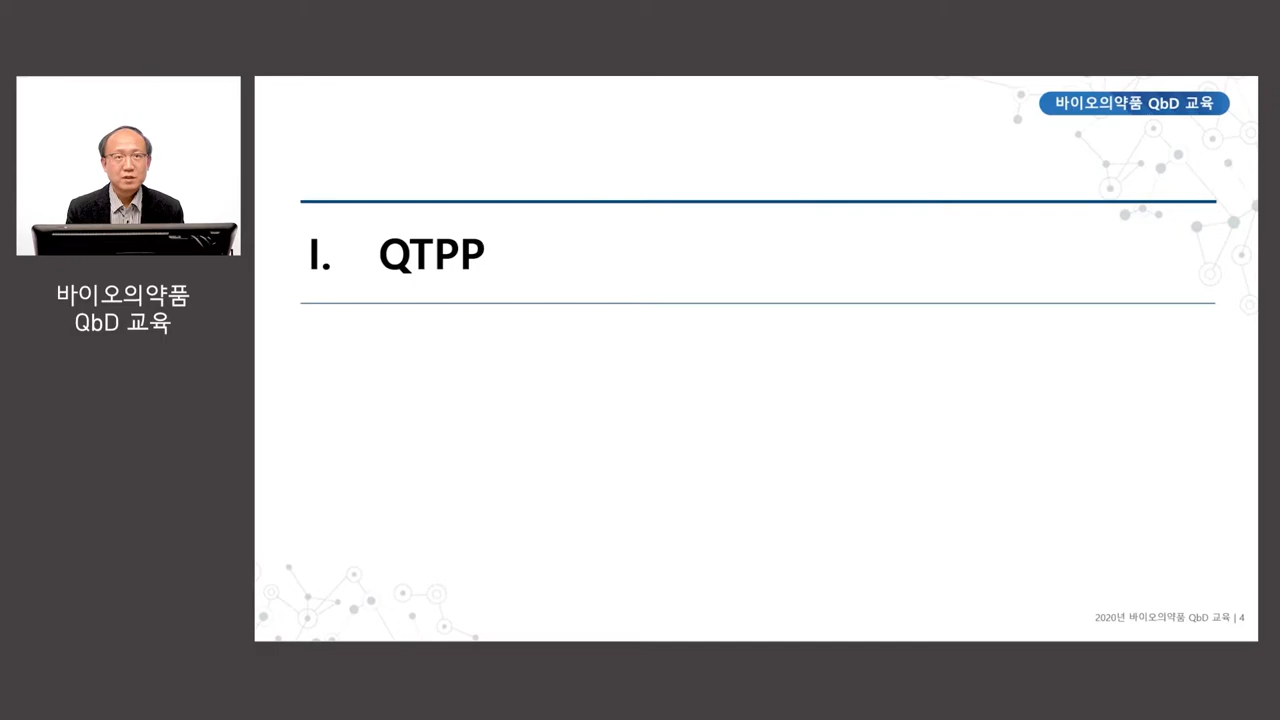 바이오의약품 QbD 교육
I. QTPP
바이오의약품
QbD 교육
2020년 바이오의약품 QbD 교육 | 4